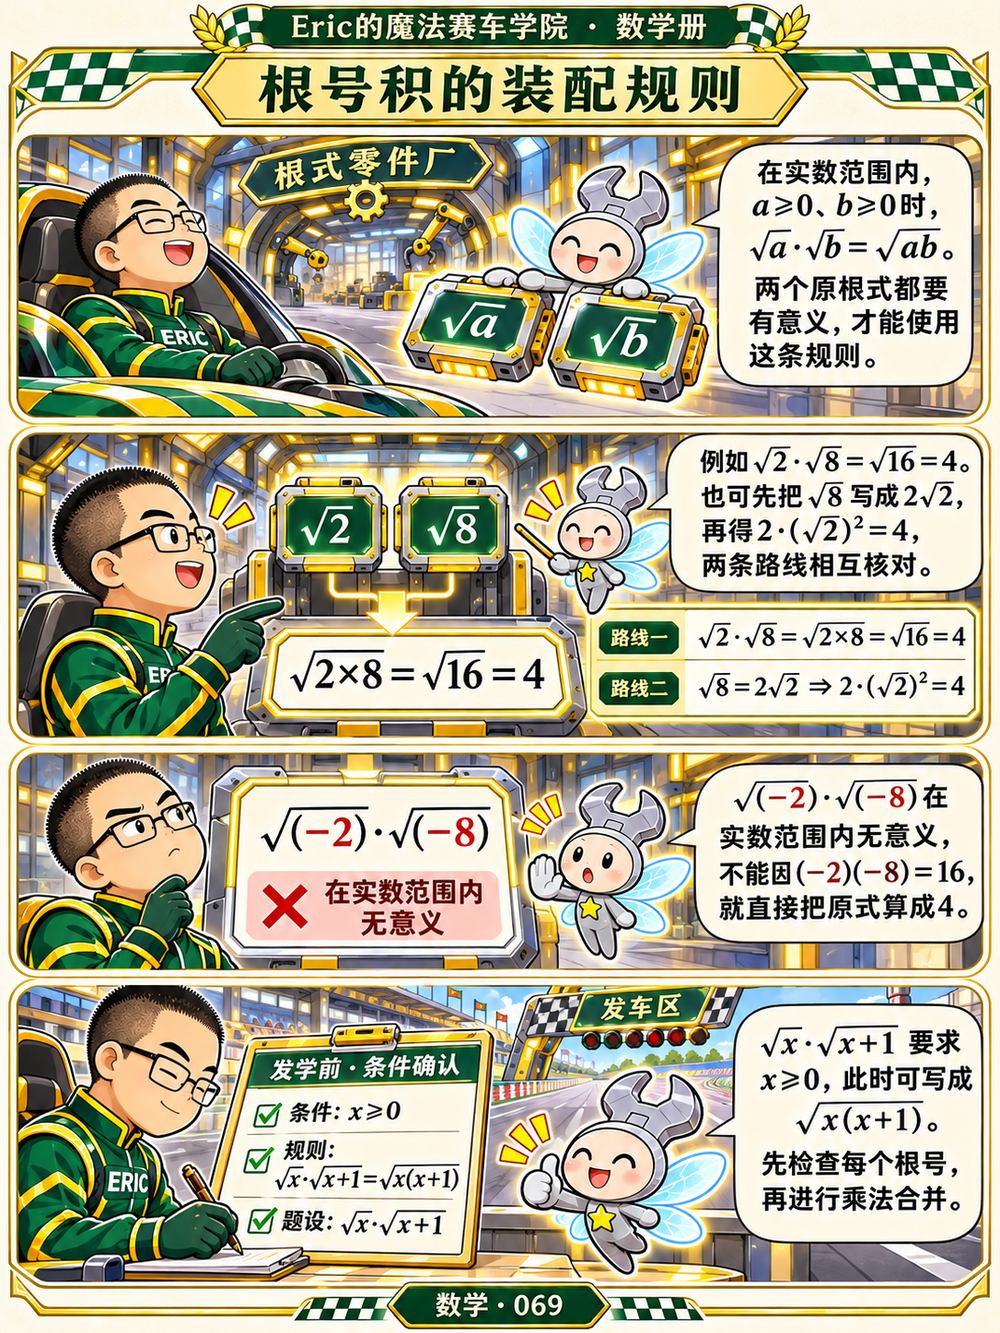 Eric的魔法赛车学院 · 数学册
根号积的装配规则
根式零件厂
ERIC
√a
√b
在实数范围内，
a≥0、b≥0时，
√a·√b=√ab。
两个原根式都要
有意义，才能使用
这条规则。
√2
√8
√2×8=√16=4
例如√2·√8=√16=4。
也可先把√8写成2√2，
再得2·(√2)²=4，
两条路线相互核对。
路线一 √2·√8=√2×8=√16=4
路线二 √8=2√2 ⇒ 2·(√2)²=4
√(−2)·√(−8)
在实数范围内
无意义
√(−2)·√(−8)在
实数范围内无意义，
不能因(−2)(−8)=16，
就直接把原式算成4。
ERIC
发学前·条件确认
条件：x≥0
规则：
√x·√x+1=√x(x+1)
题设：√x·√x+1
发车区
√x·√x+1 要求
x≥0，此时可写成
√x(x+1)。
先检查每个根号，
再进行乘法合并。
数学·069